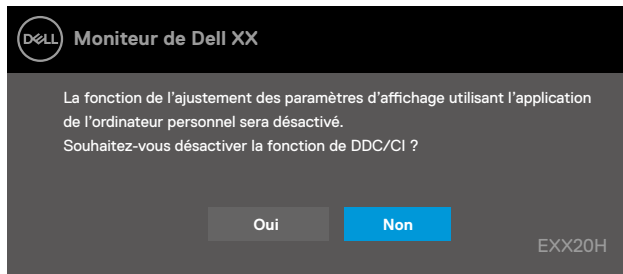 DELL
Moniteur de Dell XX
La fonction de l'ajustement des paramètres d'affichage utilisant l'application
de l'ordinateur personnel sera désactivé.
Souhaitez-vous désactiver la fonction de DDC/CI ?
Oui
Non
EXX20H